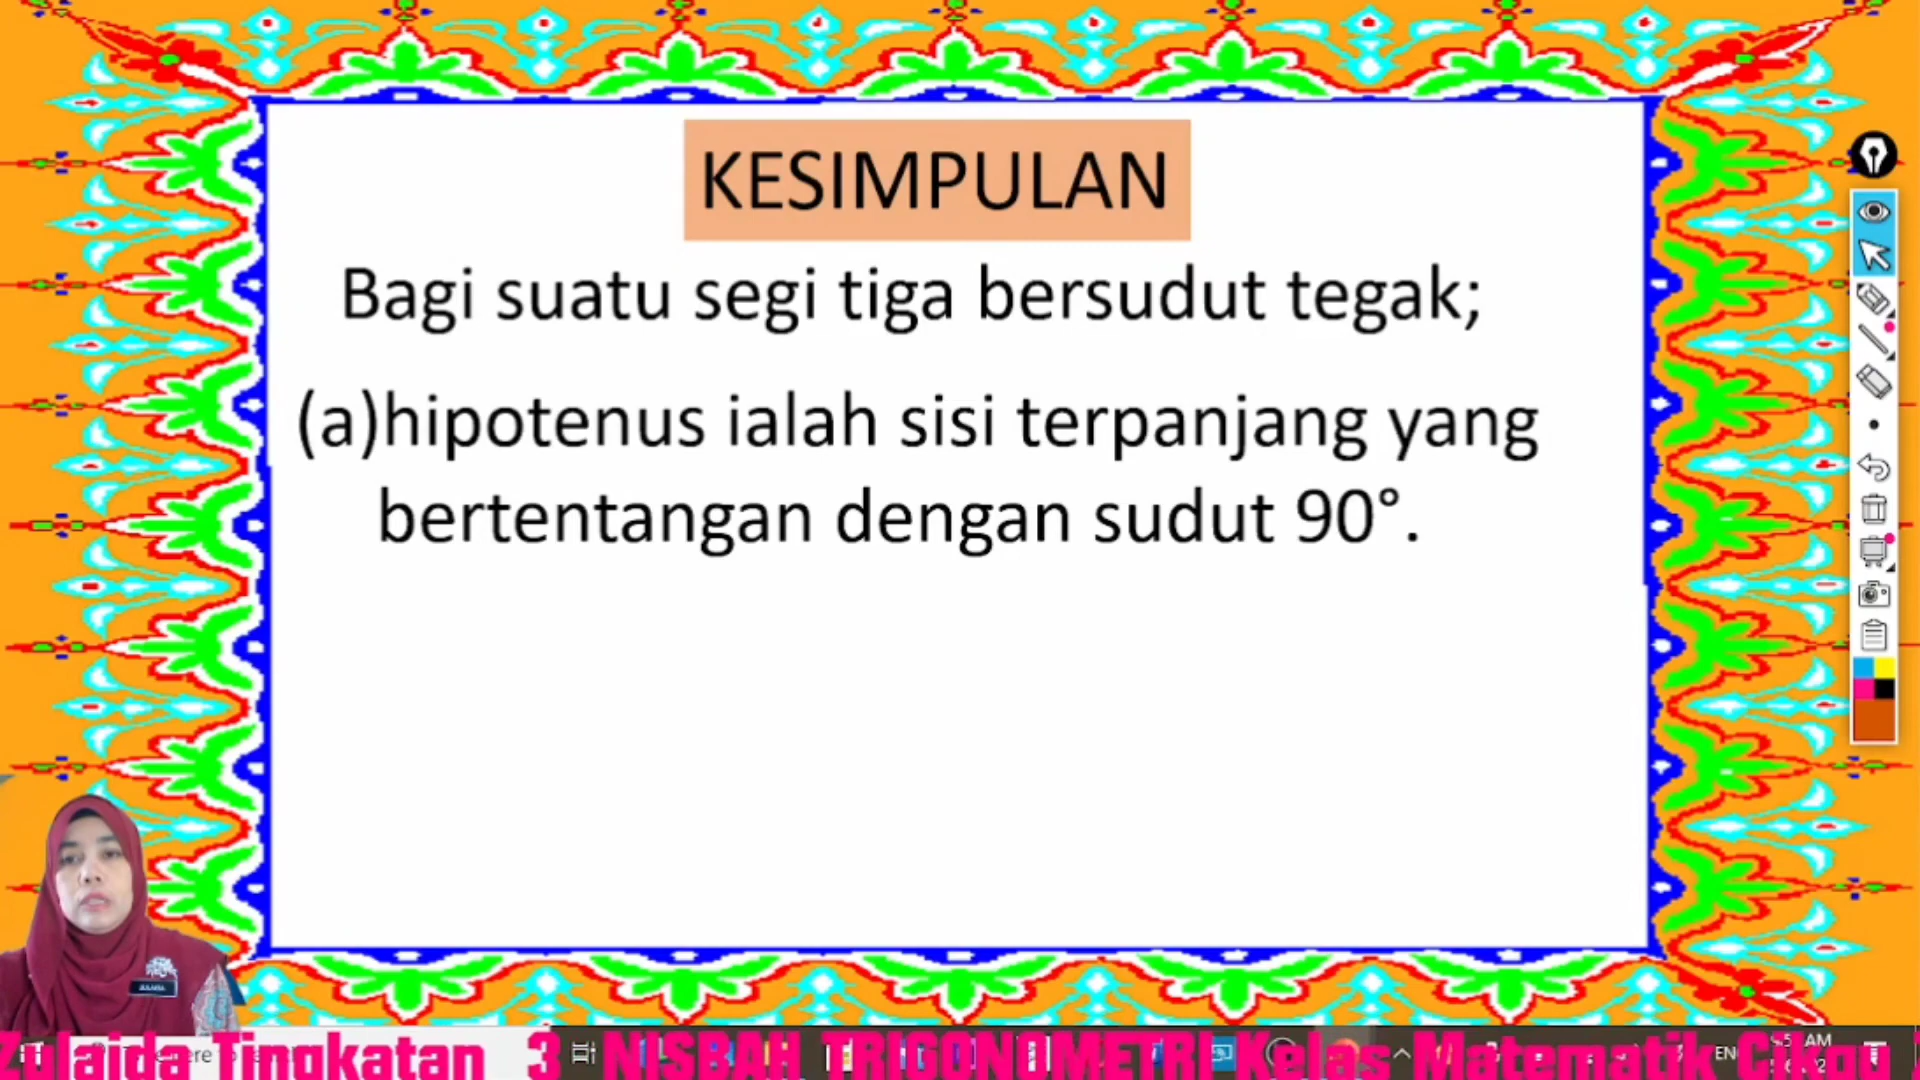 KESIMPULAN
Bagi suatu segi tiga bersudut tegak;
(a)hipotenus ialah sisi terpanjang yang
bertentangan dengan sudut 90°.
Zulaida Tingkatan 3 NISBAH TRIGONOMETRI Kelas Matematik Cikgu